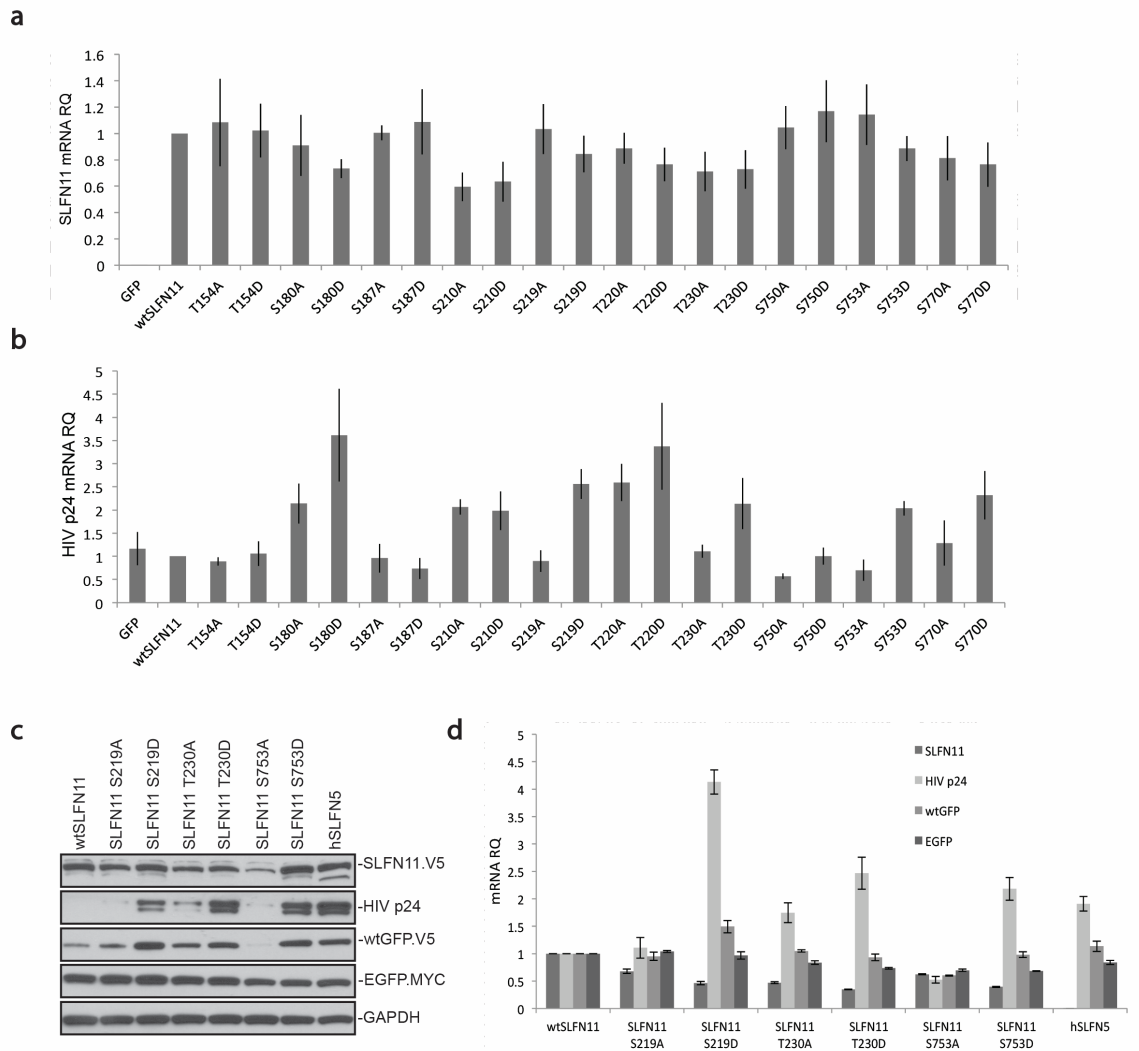 a
SLFN11 mRNA RQ
1.6
1.4
1.2
1
0.8
0.6
0.4
0.2
0
GFP
wtSLFN11
T154A
T154D
S180A
S180D
S187A
S187D
S210A
S210D
S219A
S219D
T220A
T220D
T230A
T230D
S750A
S750D
S753A
S753D
S770A
S770D
b
HIV p24 mRNA RQ
5
4.5
4
3.5
3
2.5
2
1.5
1
0.5
0
GFP
wtSLFN11
T154A
T154D
S180A
S180D
S187A
S187D
S210A
S210D
S219A
S219D
T220A
T220D
T230A
T230D
S750A
S750D
S753A
S753D
S770A
S770D
c
wtSLFN11
SLFN11 S219A
SLFN11 S219D
SLFN11 T230A
SLFN11 T230D
SLFN11 S753A
SLFN11 S753D
hSLFN5
-SLFN11.V5
-HIV p24
-wtGFP.V5
-EGFP.MYC
-GAPDH
d
mRNA RQ
5
4.5
4
3.5
3
2.5
2
1.5
1
0.5
0
SLFN11
HIV p24
wtGFP
EGFP
wtSLFN11
SLFN11
S219A
SLFN11
S219D
SLFN11
T230A
SLFN11
T230D
SLFN11
S753A
SLFN11
S753D
hSLFN5